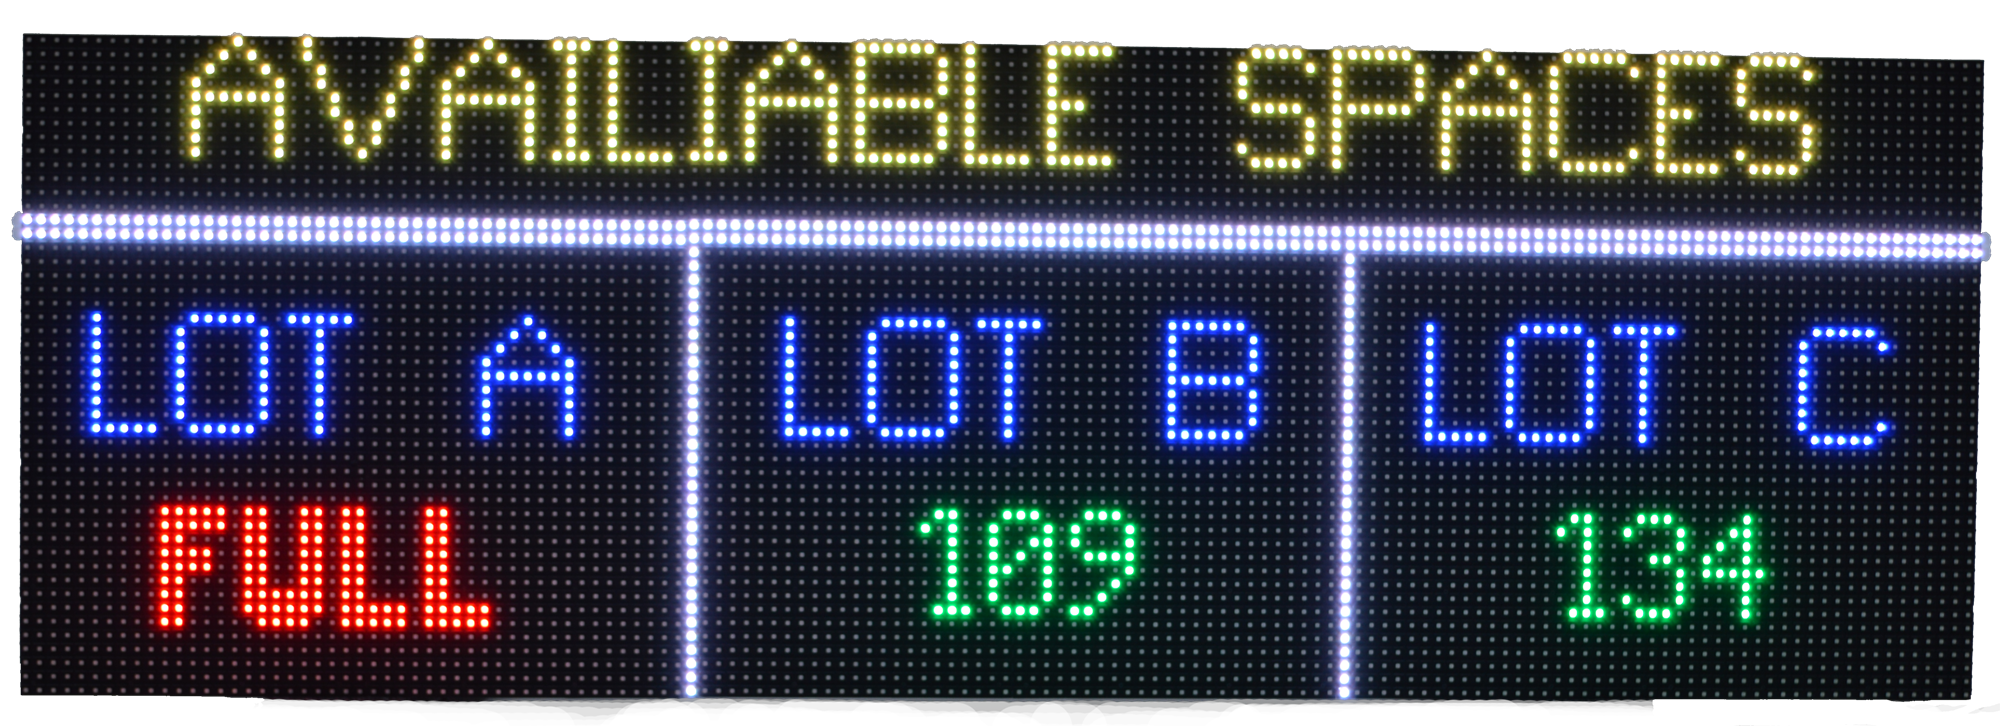 AVAILIABLE SPACES
LOT A LOT B LOT C
FULL 109 134